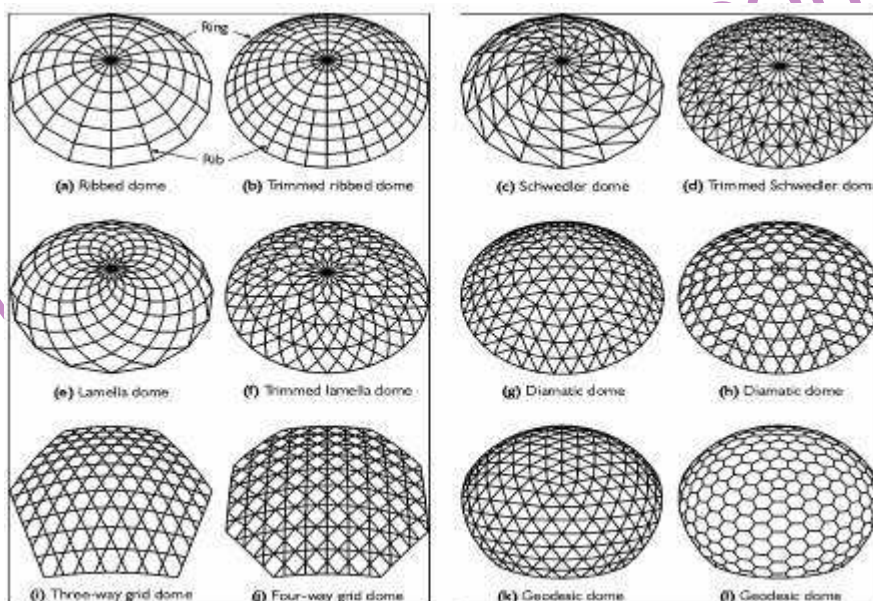 Ring
Rib
(a) Ribbed dome
(b) Trimmed ribbed dome
(c) Schwedler dome
(d) Trimmed Schwedler dome
(e) Lamella dome
(f) Trimmed lamella dome
(g) Diamatic dome
(h) Diamatic dome
(i) Three-way grid dome
(j) Four-way grid dome
(k) Geodesic dome
(l) Geodesic dome